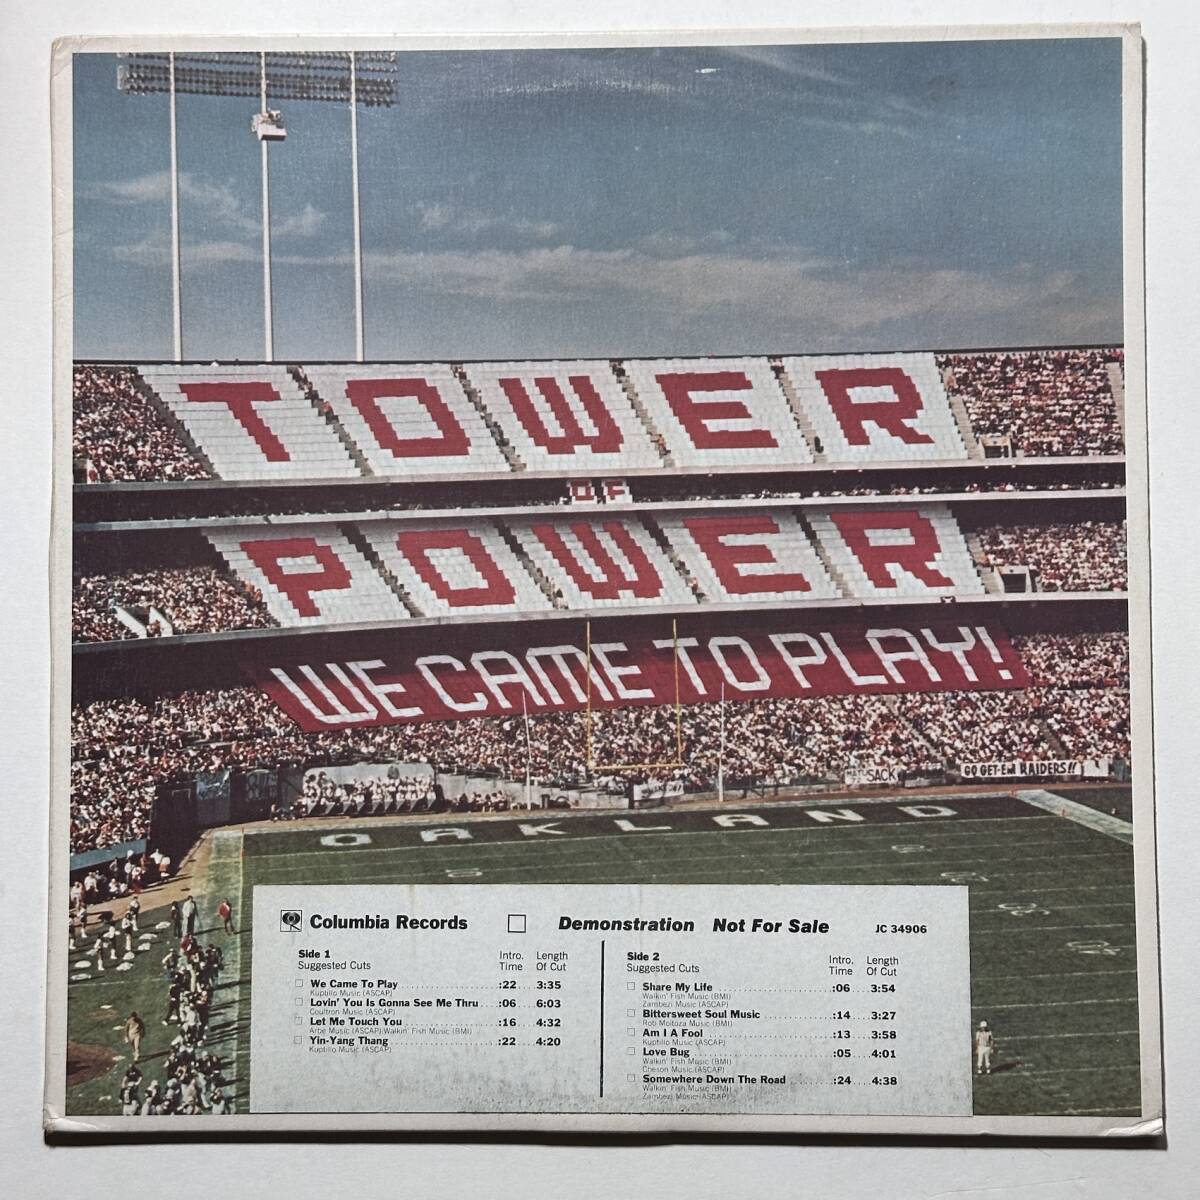 TOWER
OF
POWER
WE CAME TO PLAY!
SACK
GO GET-Em RAIDERS!!
OAKLAND
Columbia Records Demonstration Not For Sale JC 34906
Side 1 Intro. Length
Suggested Cuts Time Of Cut
We Came To Play :22 3:35
Kuptillo Music (ASCAP)
Lovin' You Is Gonna See Me Thru :06 6:03
Coultron Music (ASCAP)
Let Me Touch You :16 4:32
Arbe Music (ASCAP)/Walkin' Fish Music (BMI)
Yin-Yang Thang :22 4:20
Kuptillo Music (ASCAP)
Side 2 Intro. Length
Suggested Cuts Time Of Cut
Share My Life :06 3:54
Walkin' Fish Music (BMI)
Zambezi Music (ASCAP)
Bittersweet Soul Music :14 3:27
Rob Moitoza Music (BMI)
Am I A Fool :13 3:58
Kuptillo Music (ASCAP)
Love Bug :05 4:01
Walkin' Fish Music (BMI)
Cheson Music (ASCAP)
Somewhere Down The Road :24 4:38
Walkin' Fish Music (BMI)
Zambezi Music (ASCAP)